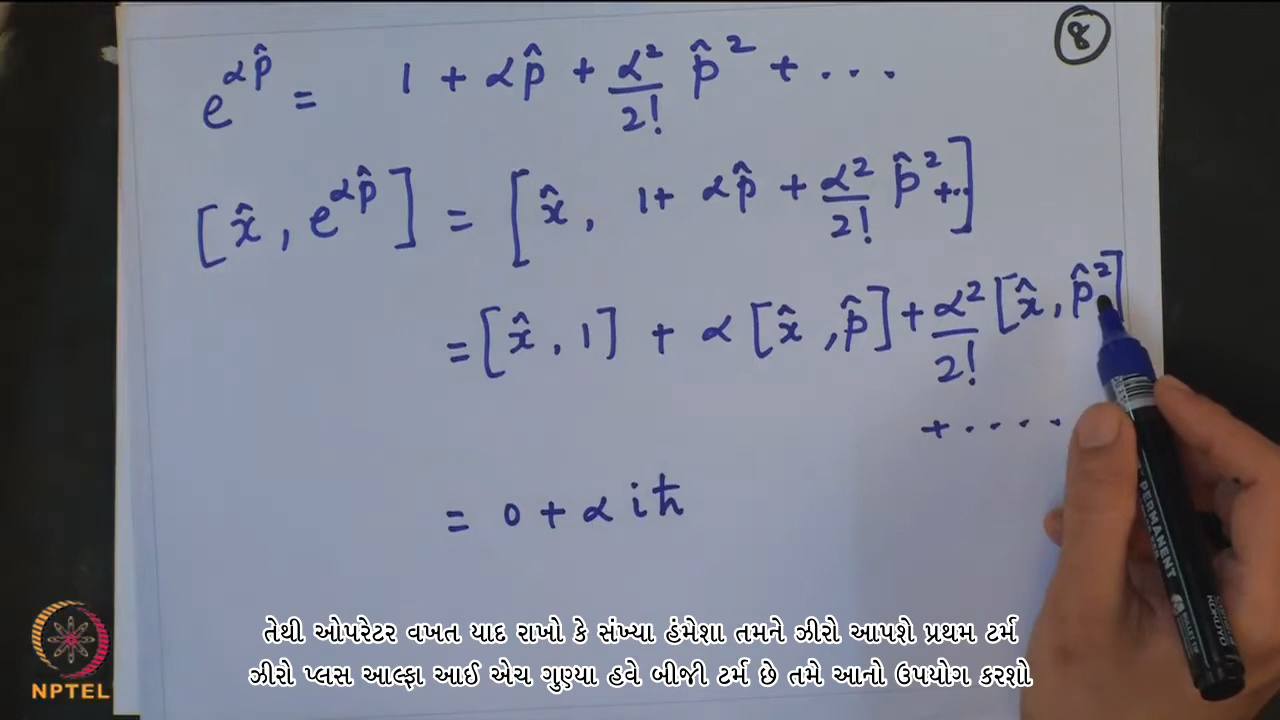 8
e^{αp̂} = 1 + αp̂ + α²/2! p̂² + ...
[x̂, e^{αp̂}] = [x̂, 1+ αp̂ + α²/2! p̂² +..]
= [x̂, 1] + α [x̂, p̂] + α²/2! [x̂, p̂²]
+ ....
= 0 + α iħ
PERMANENT
તેથી ઓપરેટર વખત યાદ રાખો કે સંખ્યા હંમેશા તમને ઝીરો આપશે પ્રથમ ટર્મ
ઝીરો પ્લસ આલ્ફા આઈ એચ ગુણ્યા હવે બીજી ટર્મ છે તમે આનો ઉપયોગ કરશો
NPTEL